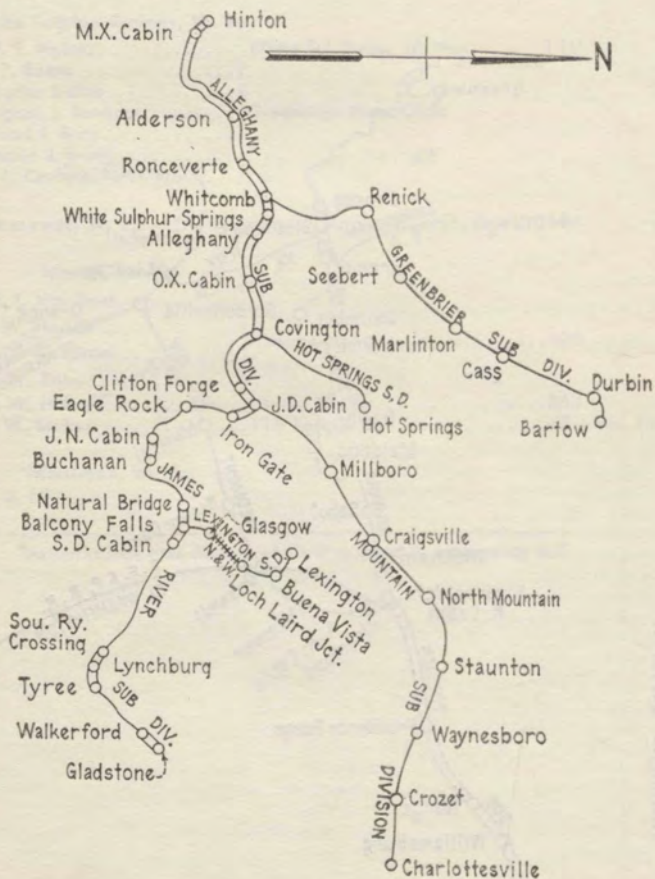 Hinton
M.X. Cabin
N
ALLEGHANY
Alderson
Ronceverte
Whitcomb
Renick
White Sulphur Springs
Alleghany
O.X. Cabin
SUB
Seebert
GREENBRIER
Marlinton
SUB
Cass
DIV.
Durbin
Bartow
Covington
HOT SPRINGS S.D.
Hot Springs
DIV.
Clifton Forge
J.D. Cabin
Eagle Rock
Iron Gate
J.N. Cabin
Buchanan
Millboro
JAMES
Natural Bridge
Balcony Falls
S.D. Cabin
LEXINGTON S.D.
Glasgow
N.&W.
Lexington
Buena Vista
Loch Laird Jct.
Craigsville
MOUNTAIN
North Mountain
RIVER
Staunton
Sou. Ry.
Crossing
Lynchburg
Tyree
SUB
SUB
Waynesboro
Walkerford
DIV.
Gladstone
DIVISION
Crozet
Charlottesville